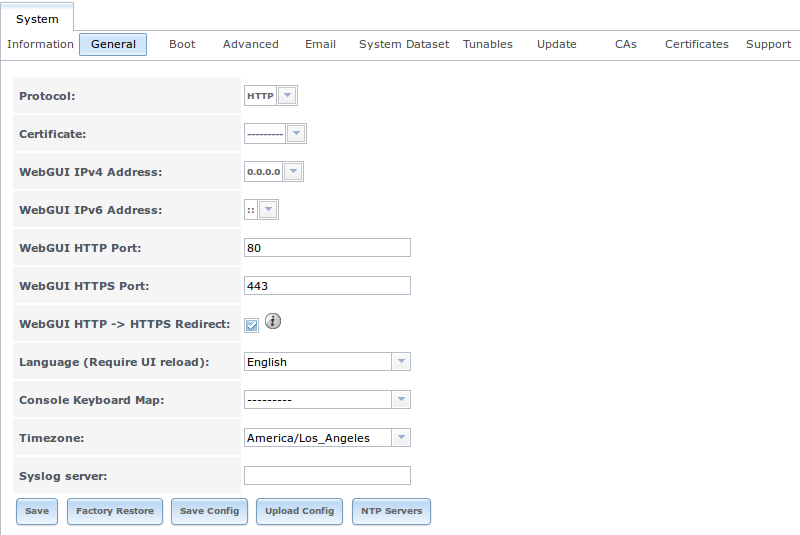 System
Information General Boot Advanced Email System Dataset Tunables Update CAs Certificates Support
Protocol: HTTP
Certificate: ---------
WebGUI IPv4 Address: 0.0.0.0
WebGUI IPv6 Address: ::
WebGUI HTTP Port: 80
WebGUI HTTPS Port: 443
WebGUI HTTP -> HTTPS Redirect: i
Language (Require UI reload): English
Console Keyboard Map: ---------
Timezone: America/Los_Angeles
Syslog server:
Save Factory Restore Save Config Upload Config NTP Servers